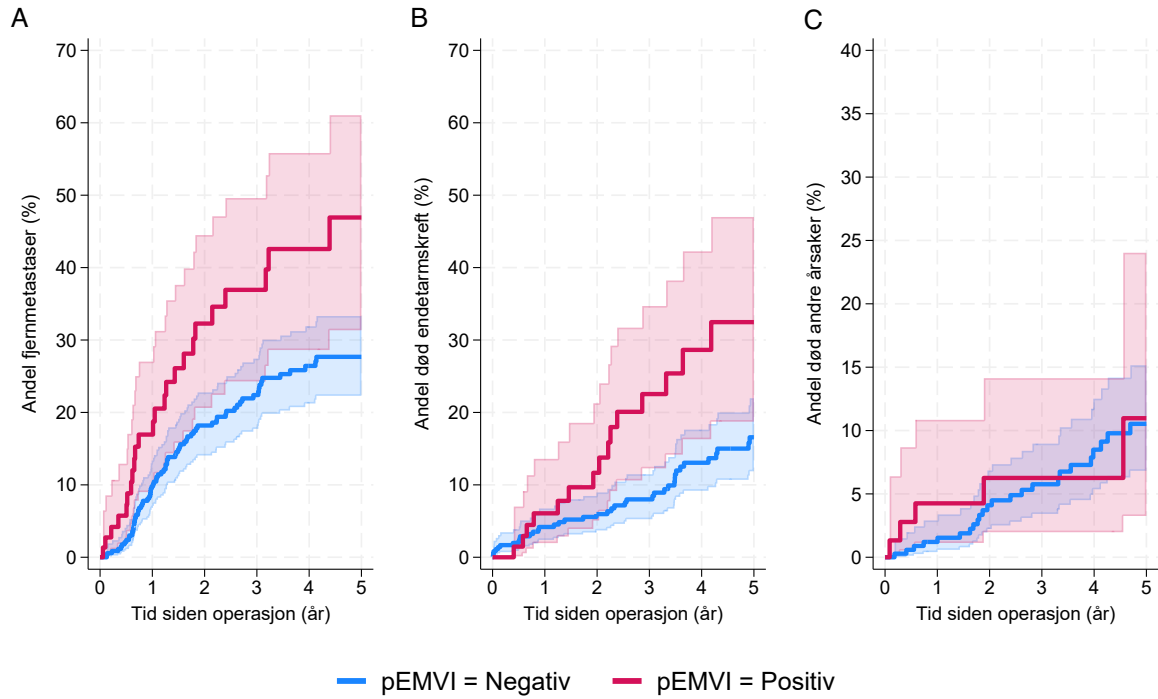 A
Andel fjernmetastaser (%)
70
60
50
40
30
20
10
0
0 1 2 3 4 5
Tid siden operasjon (år)
B
Andel død endetarmskreft (%)
70
60
50
40
30
20
10
0
0 1 2 3 4 5
Tid siden operasjon (år)
C
Andel død andre årsaker (%)
40
35
30
25
20
15
10
5
0
0 1 2 3 4 5
Tid siden operasjon (år)
pEMVI = Negativ pEMVI = Positiv